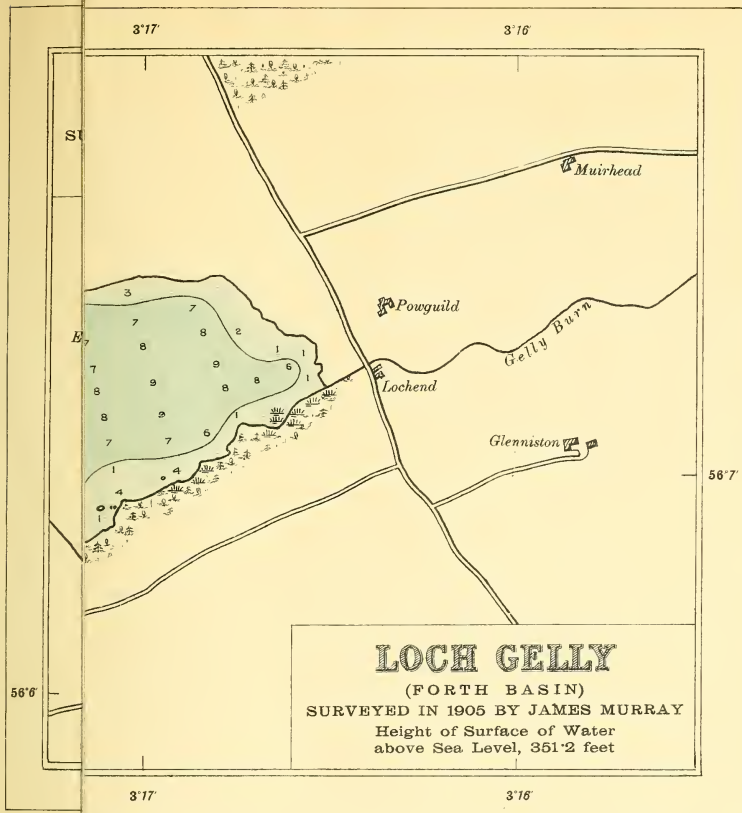 3°17′ 3°16′
SU
Muirhead
3
7
7 8 2
E 7 8 1 1
9 6
7 9 8 8 1
8
8 9 1
7 7 6
1 4
4
1
Powguild
Gelly Burn
Lochend
Glenniston
56°7′
LOCH GELLY
(FORTH BASIN)
SURVEYED IN 1905 BY JAMES MURRAY
Height of Surface of Water
above Sea Level, 351·2 feet
56°6′
3°17′ 3°16′